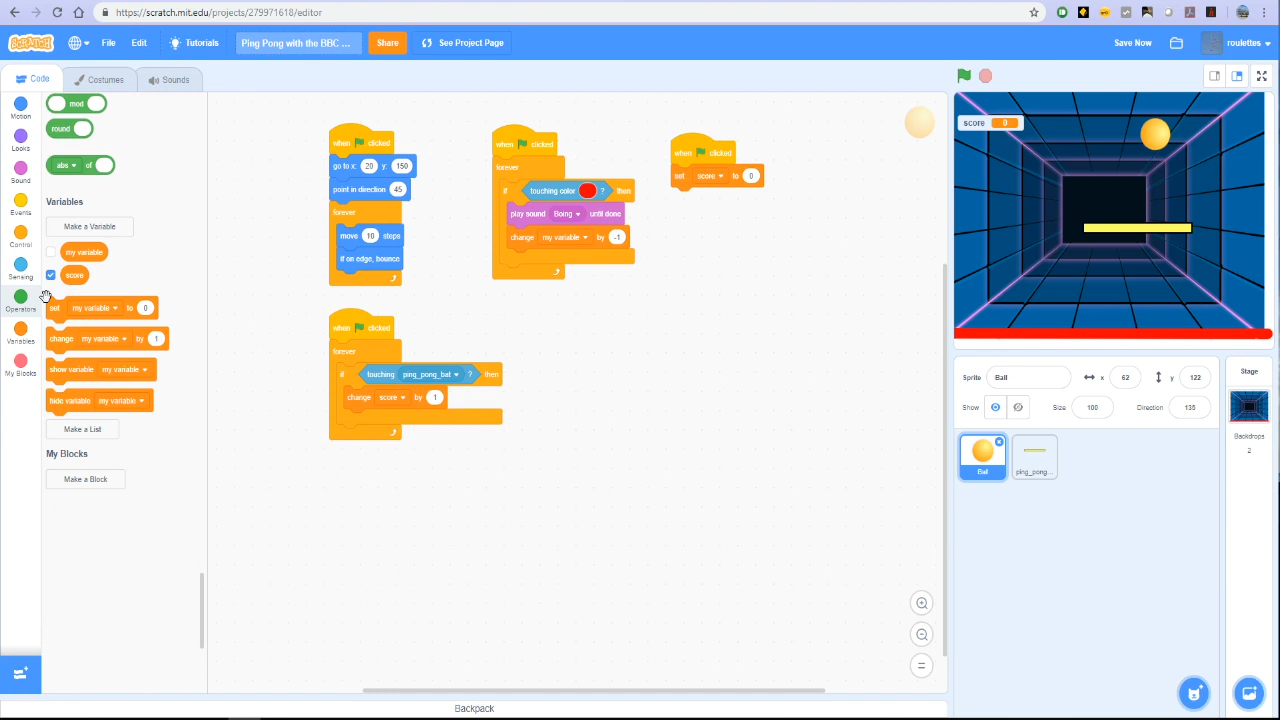 https://scratch.mit.edu/projects/279971618/editor
SCRATCH File Edit Tutorials Ping Pong with the BBC ... Share See Project Page Save Now roulettes
Code Costumes Sounds
Motion
Looks
Sound
Events
Control
Sensing
Operators
Variables
My Blocks
mod
round
abs of
Variables
Make a Variable
my variable
score
set my variable to 0
change my variable by 1
show variable my variable
hide variable my variable
Make a List
My Blocks
Make a Block
when clicked
go to x: 20 y: 150
point in direction 45
forever
move 10 steps
if on edge, bounce
when clicked
forever
if touching ping_pong_bat ? then
change score by 1
when clicked
forever
if touching color ? then
play sound Boing until done
change my variable by -1
when clicked
set score to 0
score 0
Sprite Ball x 62 y 122
Show Size 100 Direction 135
Ball
ping_pong...
Stage
Backdrops
2
Backpack